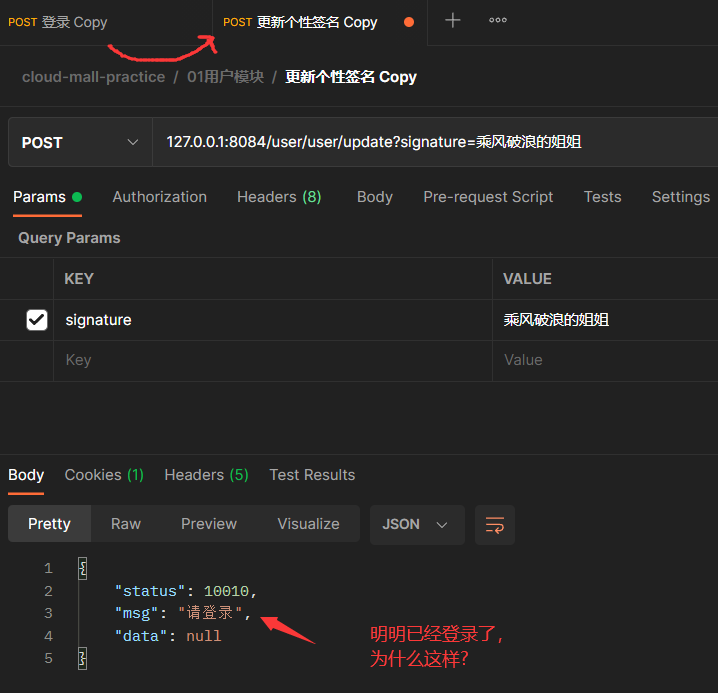 POST 登录 Copy
POST 更新个性签名 Copy
cloud-mall-practice / 01用户模块 / 更新个性签名 Copy
POST 127.0.0.1:8084/user/user/update?signature=乘风破浪的姐姐
Params Authorization Headers (8) Body Pre-request Script Tests Settings
Query Params
KEY VALUE
signature 乘风破浪的姐姐
Key Value
Body Cookies (1) Headers (5) Test Results
Pretty Raw Preview Visualize JSON
1 {
2 "status": 10010,
3 "msg": "请登录",
4 "data": null
5 }
明明已经登录了,
为什么这样?